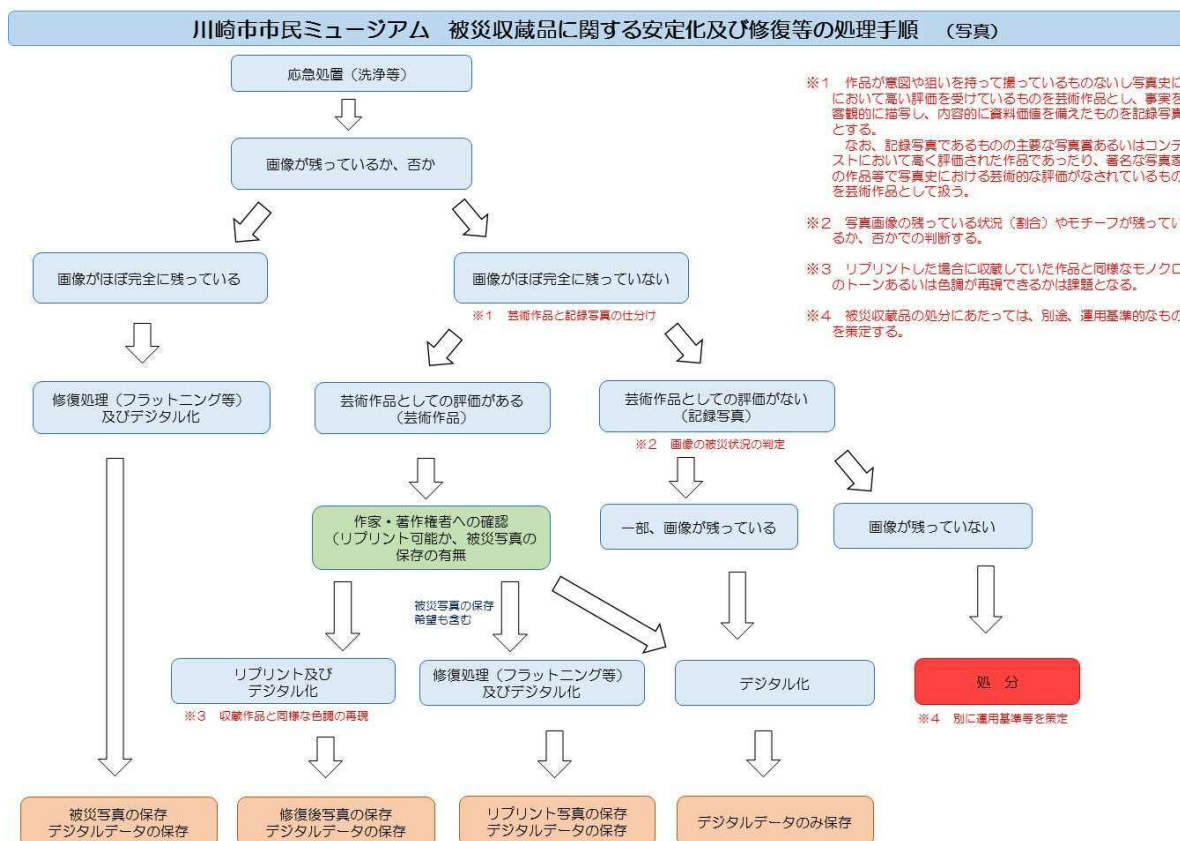 川崎市市民ミュージアム　被災収蔵品に関する安定化及び修復等の処理手順　（写真）
応急処置（洗浄等）
画像が残っているか、否か
画像がほぼ完全に残っている
画像がほぼ完全に残っていない
※１　芸術作品と記録写真の仕分け
修復処理（フラットニング等）
及びデジタル化
芸術作品としての評価がある
（芸術作品）
芸術作品としての評価がない
（記録写真）
※２　画像の被災状況の判定
作家・著作権者への確認
（リプリント可能か、被災写真の
保存の有無
一部、画像が残っている
画像が残っていない
被災写真の保存
希望も含む
リプリント及び
デジタル化
※３　収蔵作品と同様な色調の再現
修復処理（フラットニング等）
及びデジタル化
デジタル化
処　分
※４　別に運用基準等を策定
被災写真の保存
デジタルデータの保存
修復後写真の保存
デジタルデータの保存
リプリント写真の保存
デジタルデータの保存
デジタルデータのみ保存
※１　作品が意図や狙いを持って撮っているものないし写真史に
において高い評価を受けているものを芸術作品とし、事実を
客観的に描写し、内容的に資料価値を備えたものを記録写真
とする。
なお、記録写真であるものの主要な写真賞あるいはコンテ
ストにおいて高く評価された作品であったり、著名な写真家
の作品等で写真史における芸術的な評価がなされているもの
を芸術作品として扱う。
※２　写真画像の残っている状況（割合）やモチーフが残ってい
るか、否かでの判断する。
※３　リプリントした場合に収蔵していた作品と同様なモノクロ
のトーンあるいは色調が再現できるかは課題となる。
※４　被災収蔵品の処分にあたっては、別途、運用基準的なもの
を策定する。